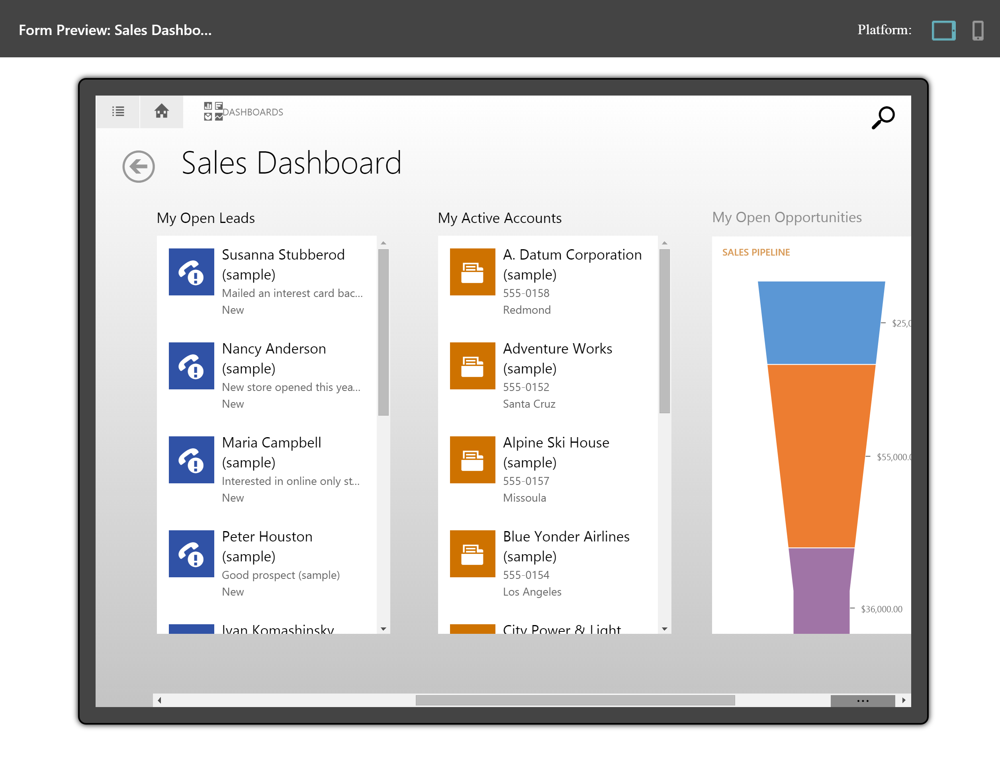 Form Preview: Sales Dashbo...
Platform:
DASHBOARDS
Sales Dashboard
My Open Leads
Susanna Stubberod
(sample)
Mailed an interest card bac...
New
Nancy Anderson
(sample)
New store opened this yea...
New
Maria Campbell
(sample)
Interested in online only st...
New
Peter Houston
(sample)
Good prospect (sample)
New
Ivan Komashinsky
My Active Accounts
A. Datum Corporation
(sample)
555-0158
Redmond
Adventure Works
(sample)
555-0152
Santa Cruz
Alpine Ski House
(sample)
555-0157
Missoula
Blue Yonder Airlines
(sample)
555-0154
Los Angeles
City Power & Light
My Open Opportunities
SALES PIPELINE
$25,0
$55,000.0
$36,000.00
...